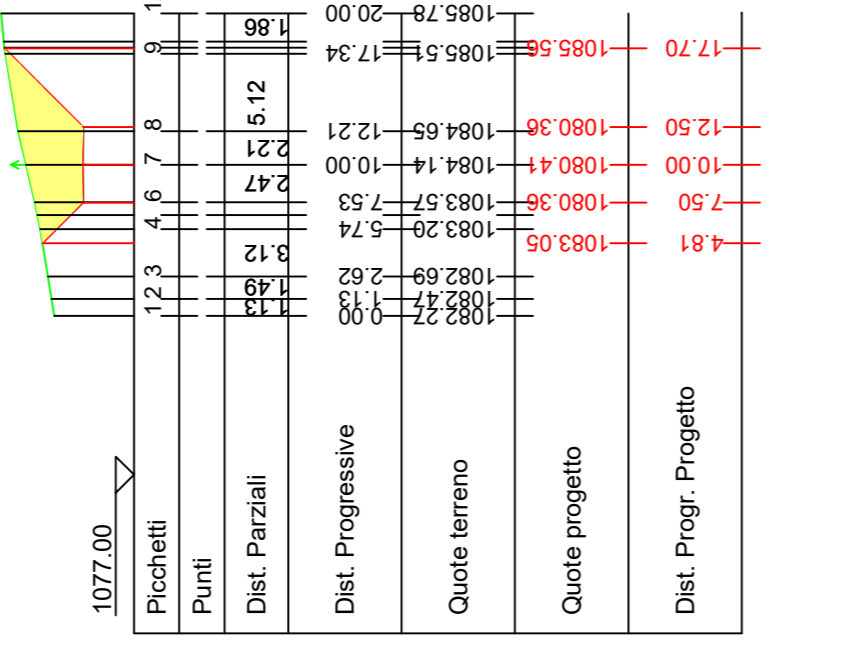 1077.00
Picchetti 1 2 3 4 6 7 8 9 1
Punti
Dist. Parziali 1.13 1.49 3.12 2.47 2.21 5.12 1.86
Dist. Progressive 0.00 1.13 2.62 5.74 7.53 10.00 12.21 17.34 20.00
Quote terreno 1082.27 1082.47 1082.69 1083.20 1083.57 1084.14 1084.65 1085.51 1085.78
Quote progetto 1083.05 1080.36 1080.41 1080.36 1085.56
Dist. Progr. Progetto 4.81 7.50 10.00 12.50 17.70